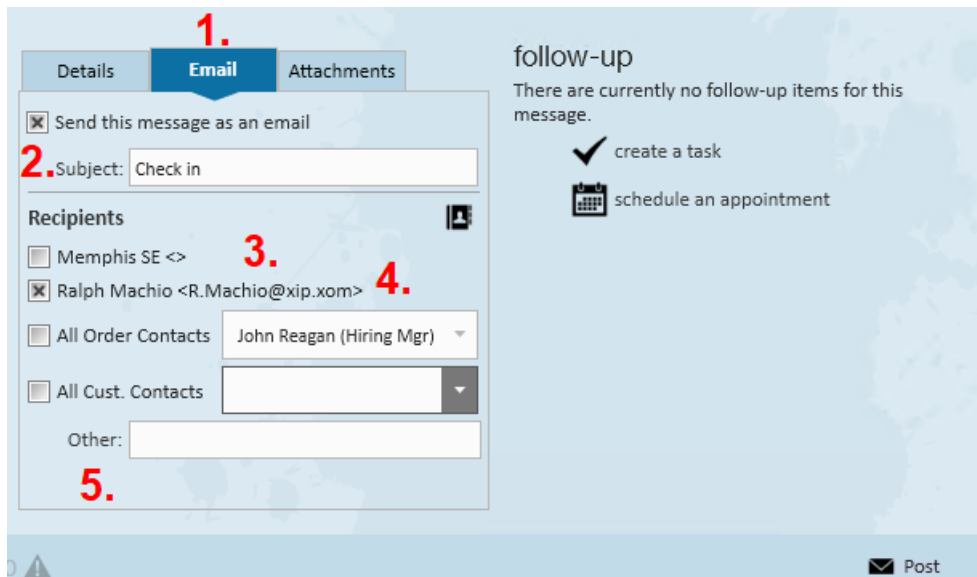 1.
Details Email Attachments
Send this message as an email
2. Subject: Check in
Recipients
Memphis SE <> 3.
Ralph Machio <R.Machio@xip.xom> 4.
All Order Contacts John Reagan (Hiring Mgr)
All Cust. Contacts
Other:
5.
follow-up
There are currently no follow-up items for this
message.
create a task
schedule an appointment
Post